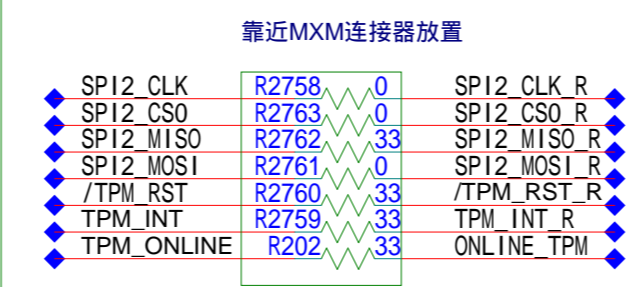 靠近MXM连接器放置
SPI2_CLK R2758 0 SPI2_CLK_R
SPI2_CS0 R2763 0 SPI2_CS0_R
SPI2_MISO R2762 33 SPI2_MISO_R
SPI2_MOSI R2761 0 SPI2_MOSI_R
/TPM_RST R2760 33 /TPM_RST_R
TPM_INT R2759 33 TPM_INT_R
TPM_ONLINE R202 33 ONLINE_TPM